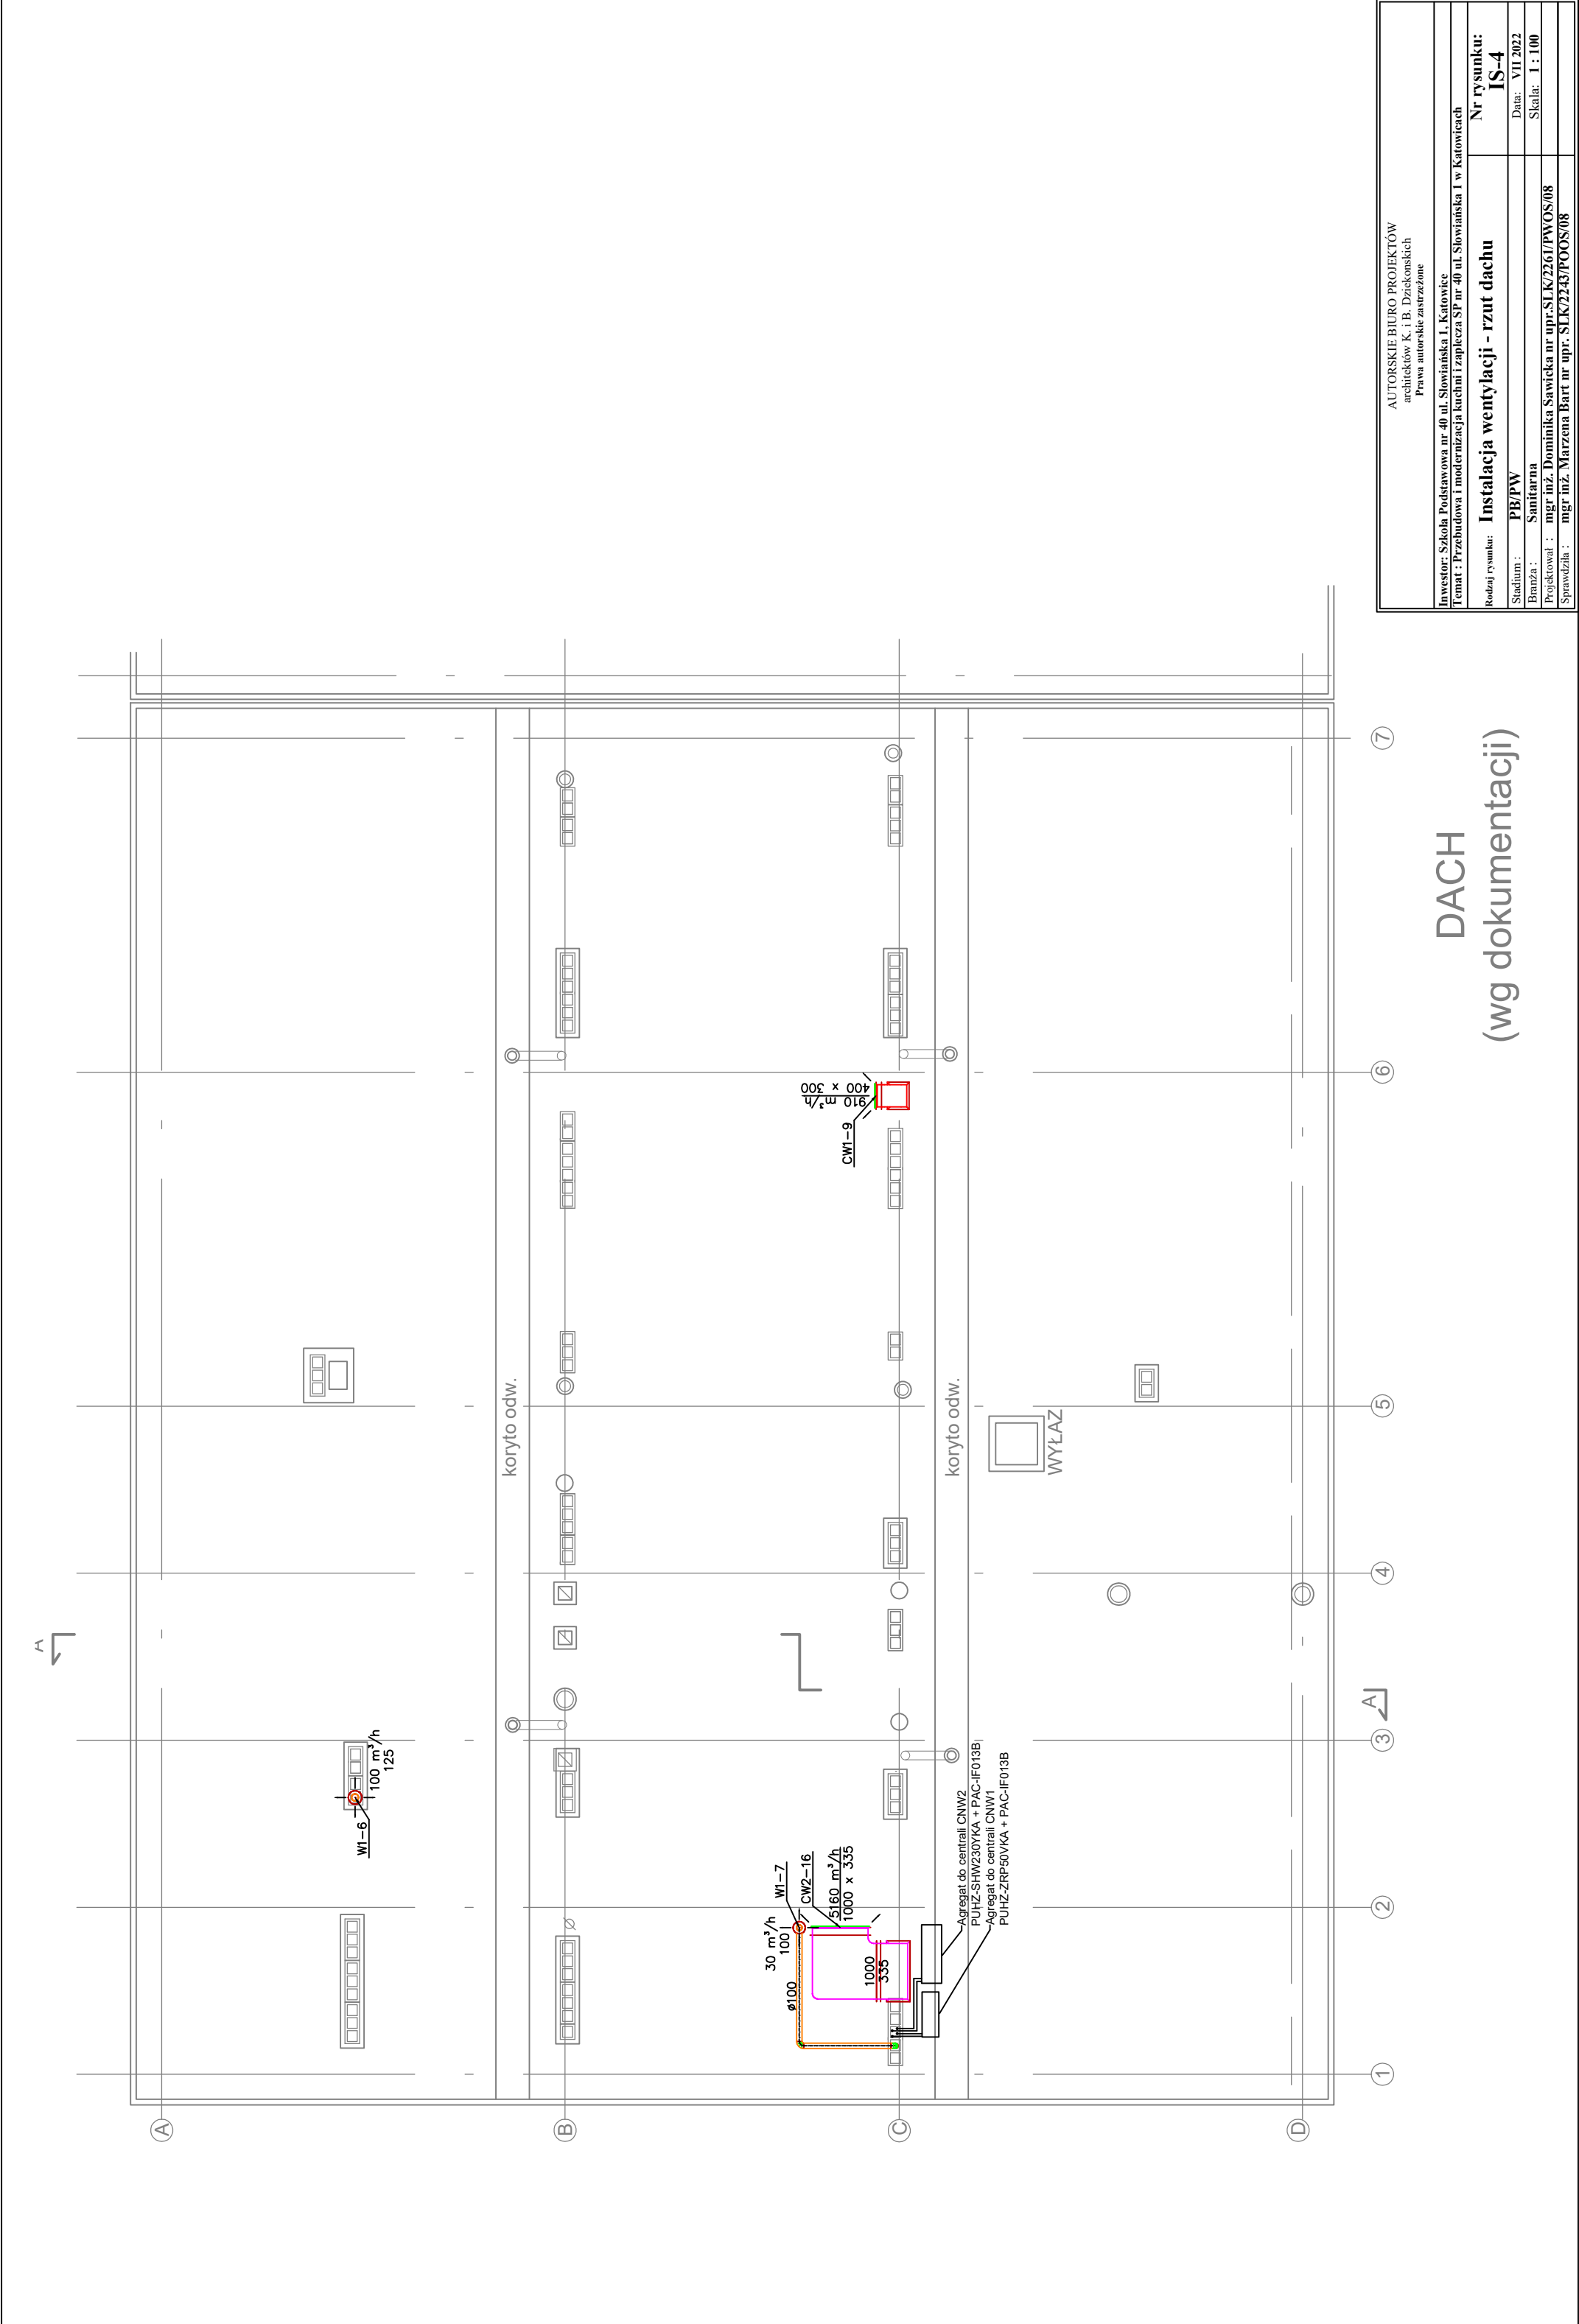 A
A
W1-6
100 m³/h
125
koryto odw.
koryto odw.
WYŁAZ
CW1-9
910 m³/h
400 x 300
30 m³/h
100
W1-7
CW2-16
5160 m³/h
1000 x 335
ø100
1000
335
Agregat do centrali CNW2
PUHZ-SHW230YKA + PAC-IF013B
Agregat do centrali CNW1
PUHZ-ZRP50VKA + PAC-IF013B
A
B
C
D
1
2
3
4
5
6
7
DACH
(wg dokumentacji)
AUTORSKIE BIURO PROJEKTÓW
architektów K. i B. Dziekonskich
Prawa autorskie zastrzeżone
Inwestor: Szkoła Podstawowa nr 40 ul. Słowiańska 1, Katowice
Temat : Przebudowa i modernizacja kuchni i zaplecza SP nr 40 ul. Słowiańska 1 w Katowicach
Rodzaj rysunku: Instalacja wentylacji - rzut dachu
Nr rysunku:
IS-4
Stadium : PB/PW
Data: VII 2022
Branża : Sanitarna
Skala: 1 : 100
Projektował : mgr inż. Dominika Sawicka nr upr.SLK/2261/PWOS/08
Sprawdziła : mgr inż. Marzena Bart nr upr. SLK/2243/POOS/08